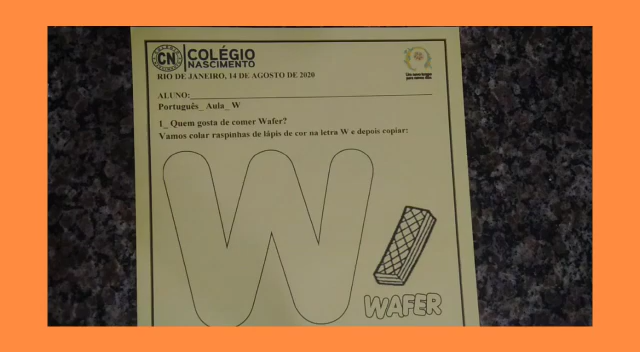 CN
COLÉGIO
NASCIMENTO
RIO DE JANEIRO, 14 DE AGOSTO DE 2020
ALUNO:
Português_ Aula_ W
1_ Quem gosta de comer Wafer?
Vamos colar raspinhas de lápis de cor na letra W e depois copiar:
W
WAFER